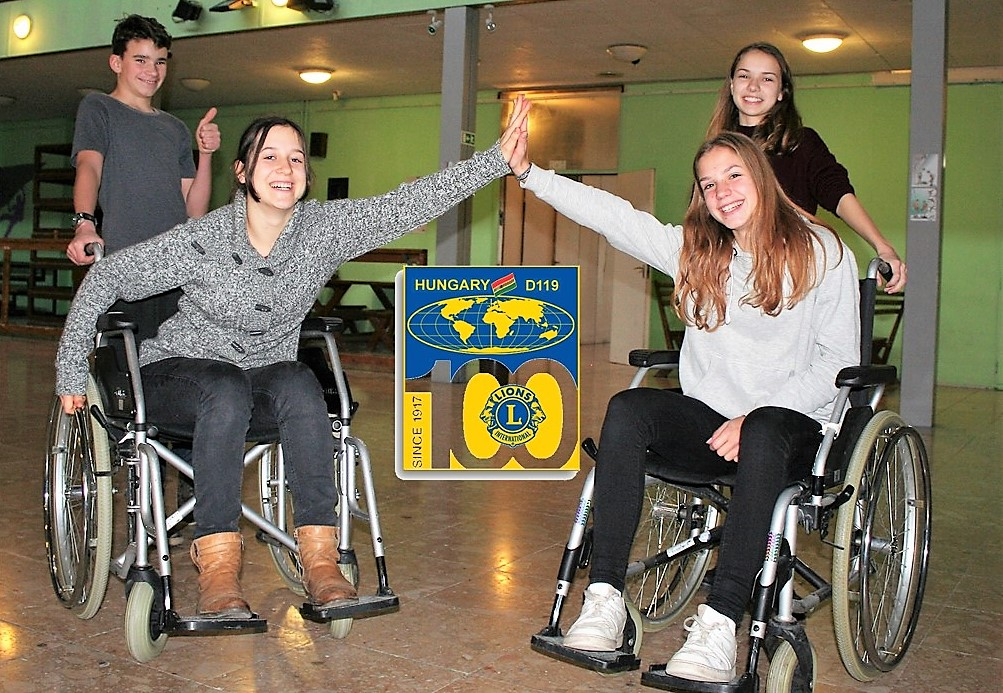 HUNGARY D119
SINCE 1917
100
LIONS
L
INTERNATIONAL